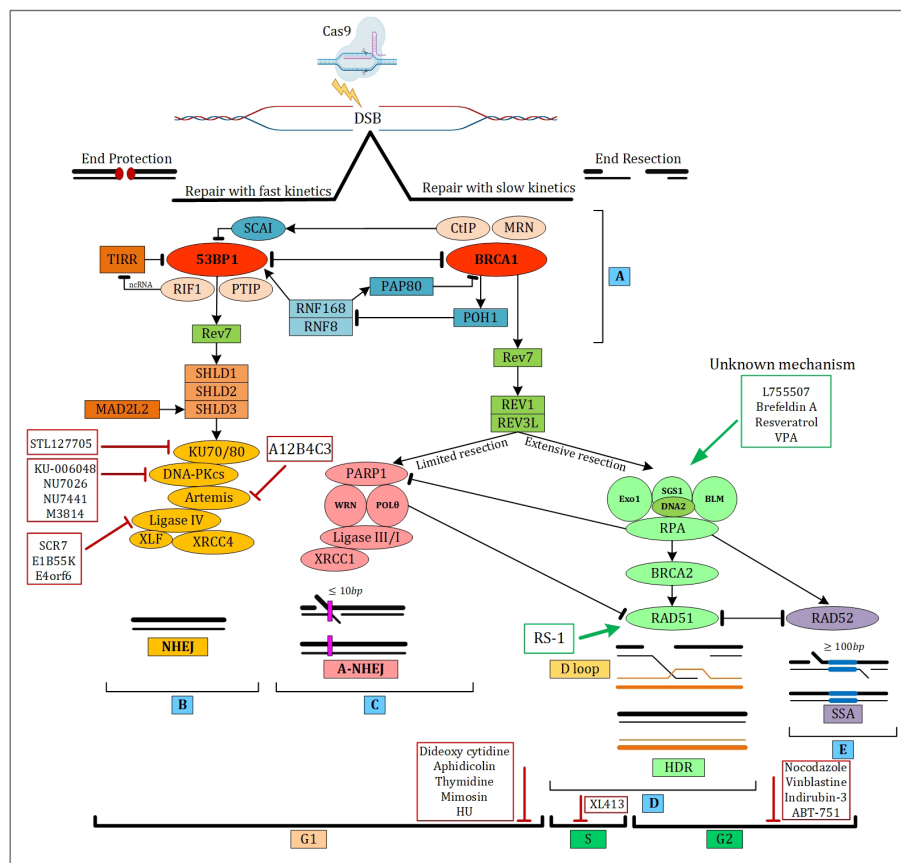 Cas9
DSB
End Protection
End Resection
Repair with fast kinetics
Repair with slow kinetics
SCAI
CtIP
MRN
TIRR
53BP1
BRCA1
A
ncRNA
RIF1
PTIP
PAP80
RNF168
RNF8
POH1
Rev7
Rev7
SHLD1
SHLD2
SHLD3
MAD2L2
REV1
REV3L
Unknown mechanism
L755507
Brefeldin A
Resveratrol
VPA
STL127705
KU70/80
A12B4C3
Limited resection
Extensive resection
KU-006048
NU7026
NU7441
M3814
DNA-PKcs
Artemis
PARP1
WRN
POLθ
Exo1
SGS1
DNA2
BLM
RPA
Ligase IV
XLF
XRCC4
Ligase III/I
XRCC1
SCR7
E1B55K
E4orf6
BRCA2
RAD51
RAD52
RS-1
≤ 10bp
≥ 100bp
NHEJ
A-NHEJ
D loop
SSA
B
C
E
HDR
Dideoxy cytidine
Aphidicolin
Thymidine
Mimosin
HU
XL413
D
Nocodazole
Vinblastine
Indirubin-3
ABT-751
G1
S
G2